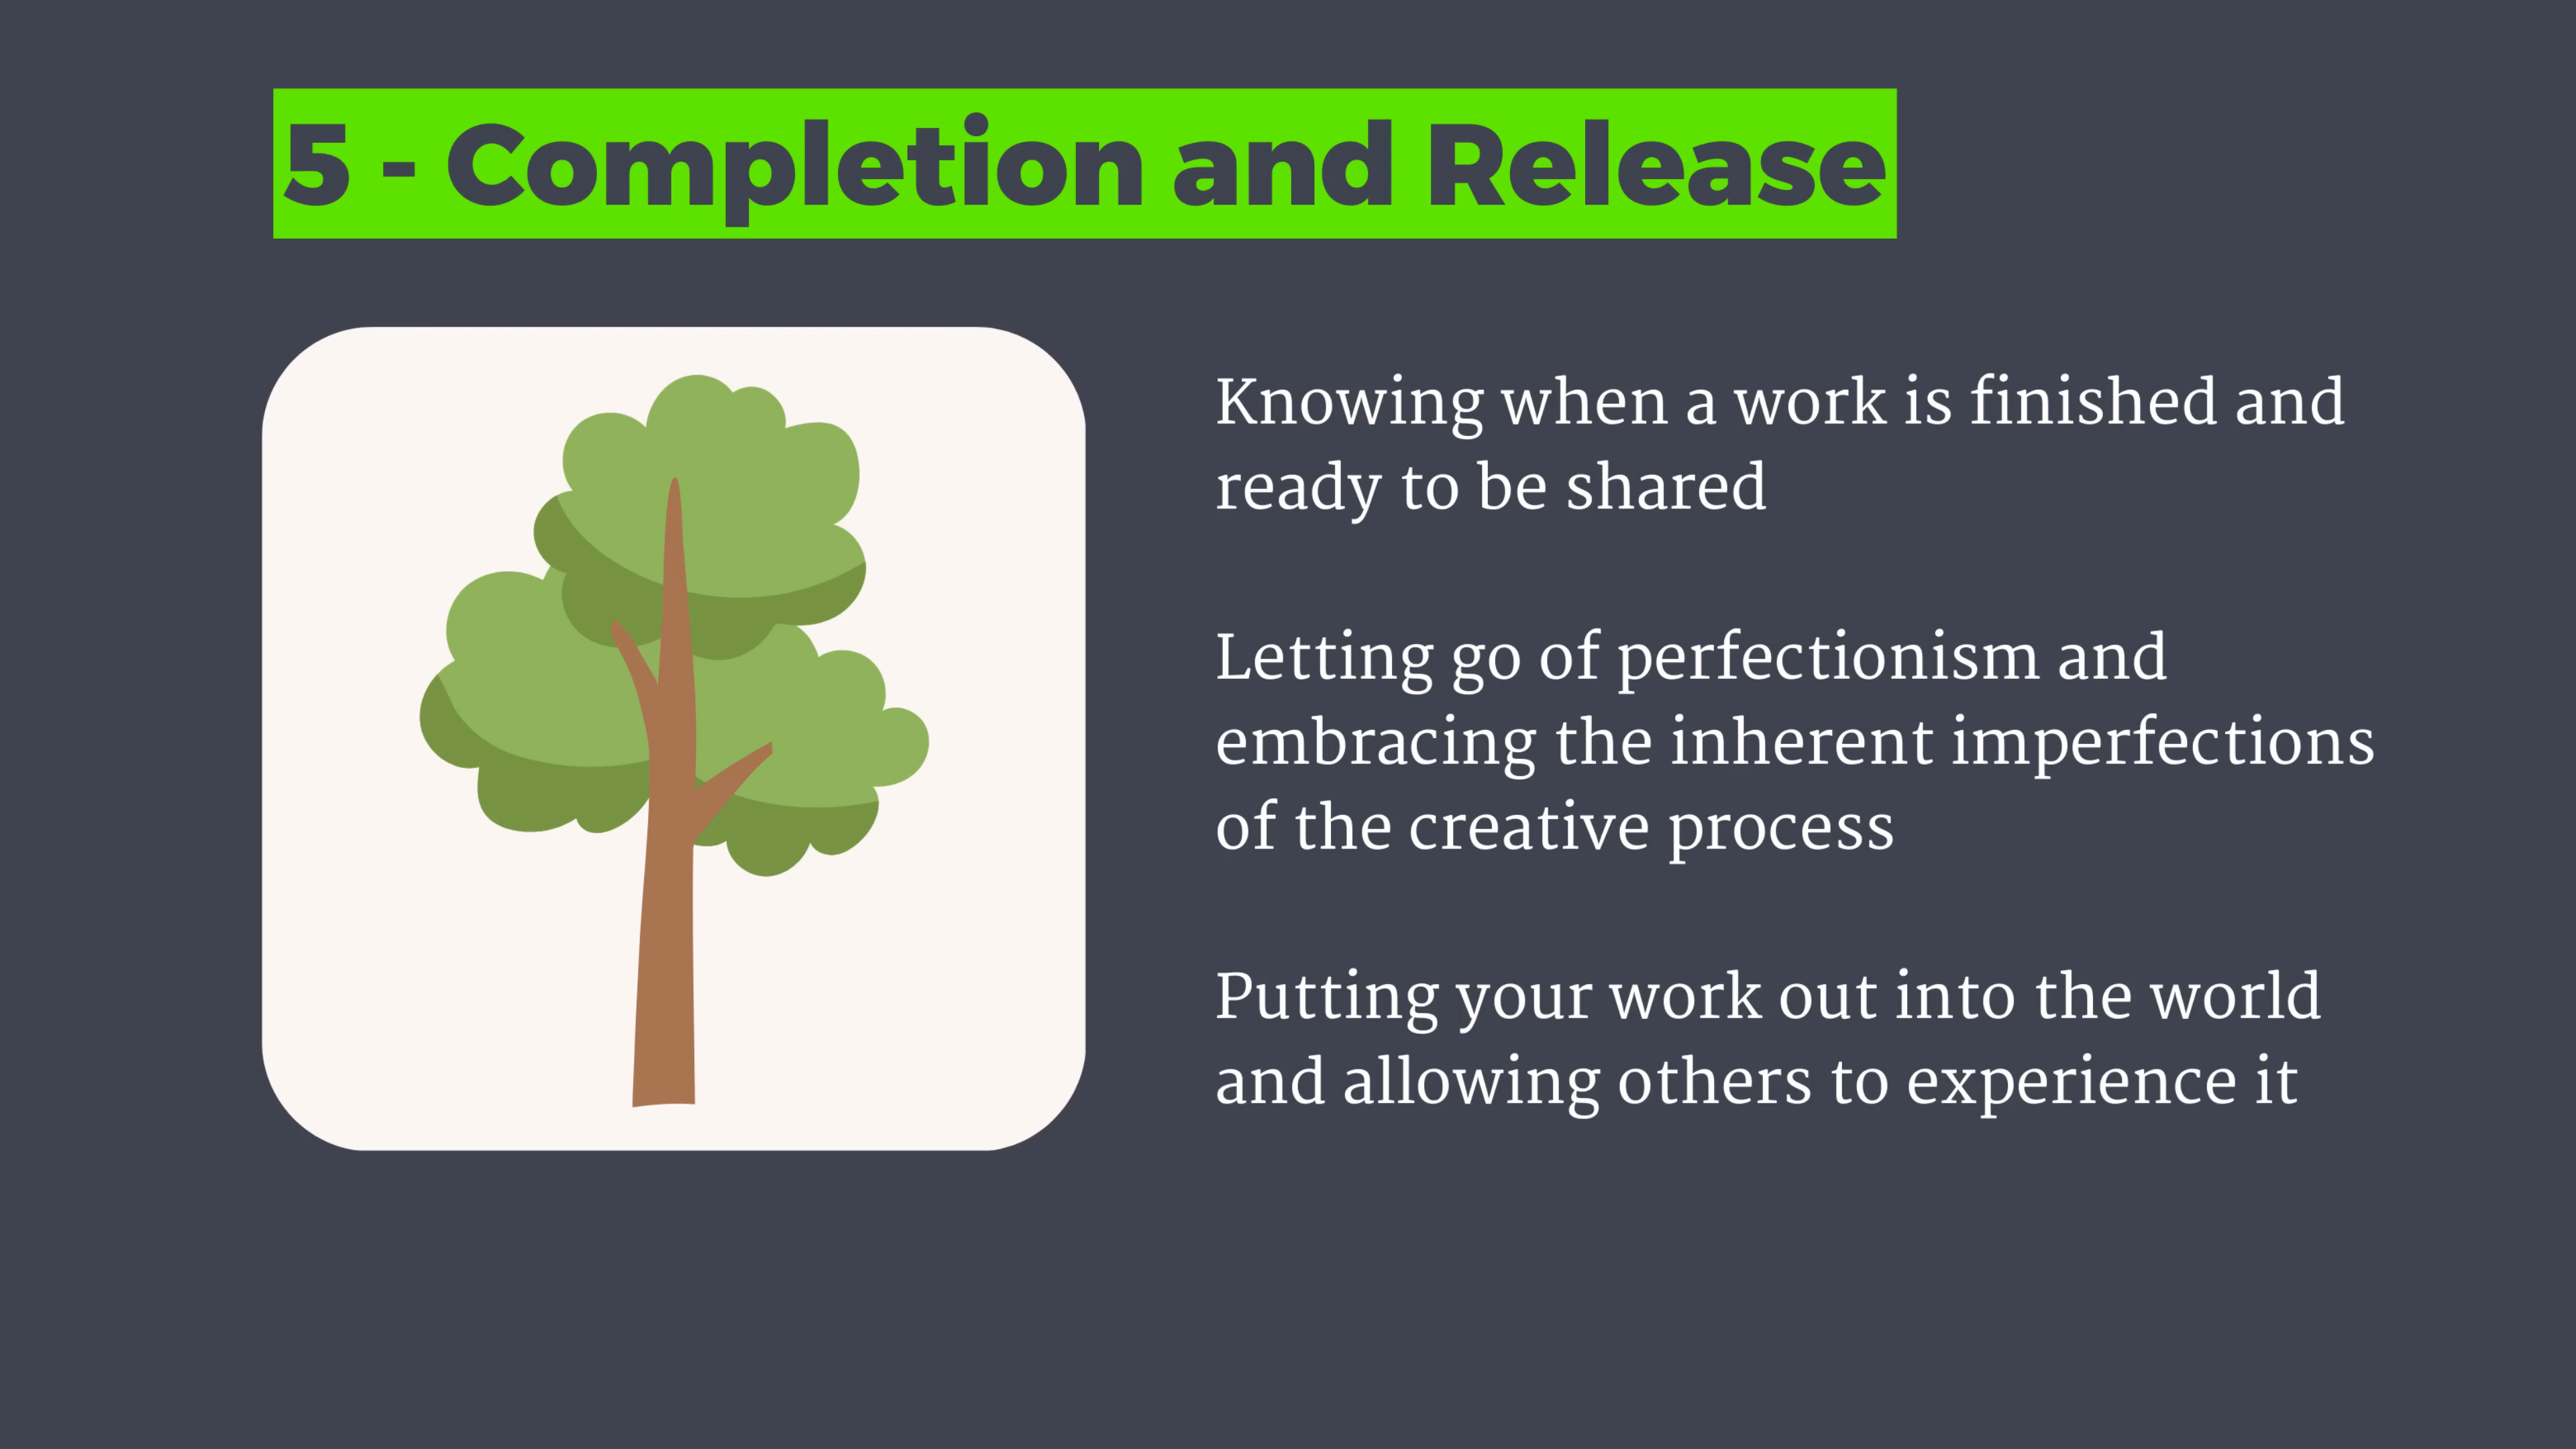 5 - Completion and Release
Knowing when a work is finished and
ready to be shared
Letting go of perfectionism and
embracing the inherent imperfections
of the creative process
Putting your work out into the world
and allowing others to experience it